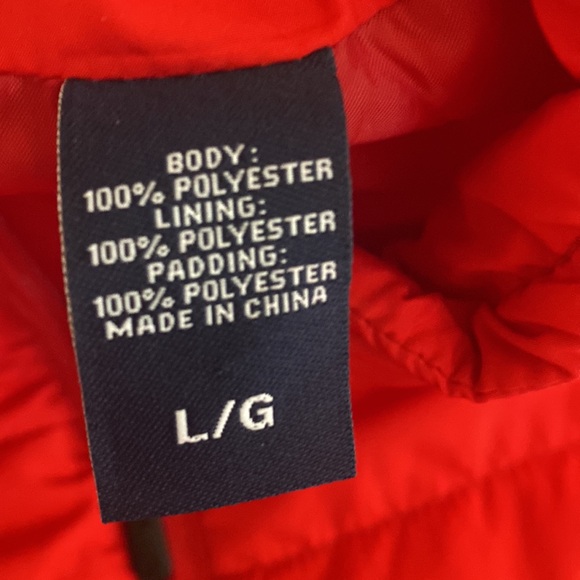 BODY:
100% POLYESTER
LINING:
100% POLYESTER
PADDING:
100% POLYESTER
MADE IN CHINA
L/G